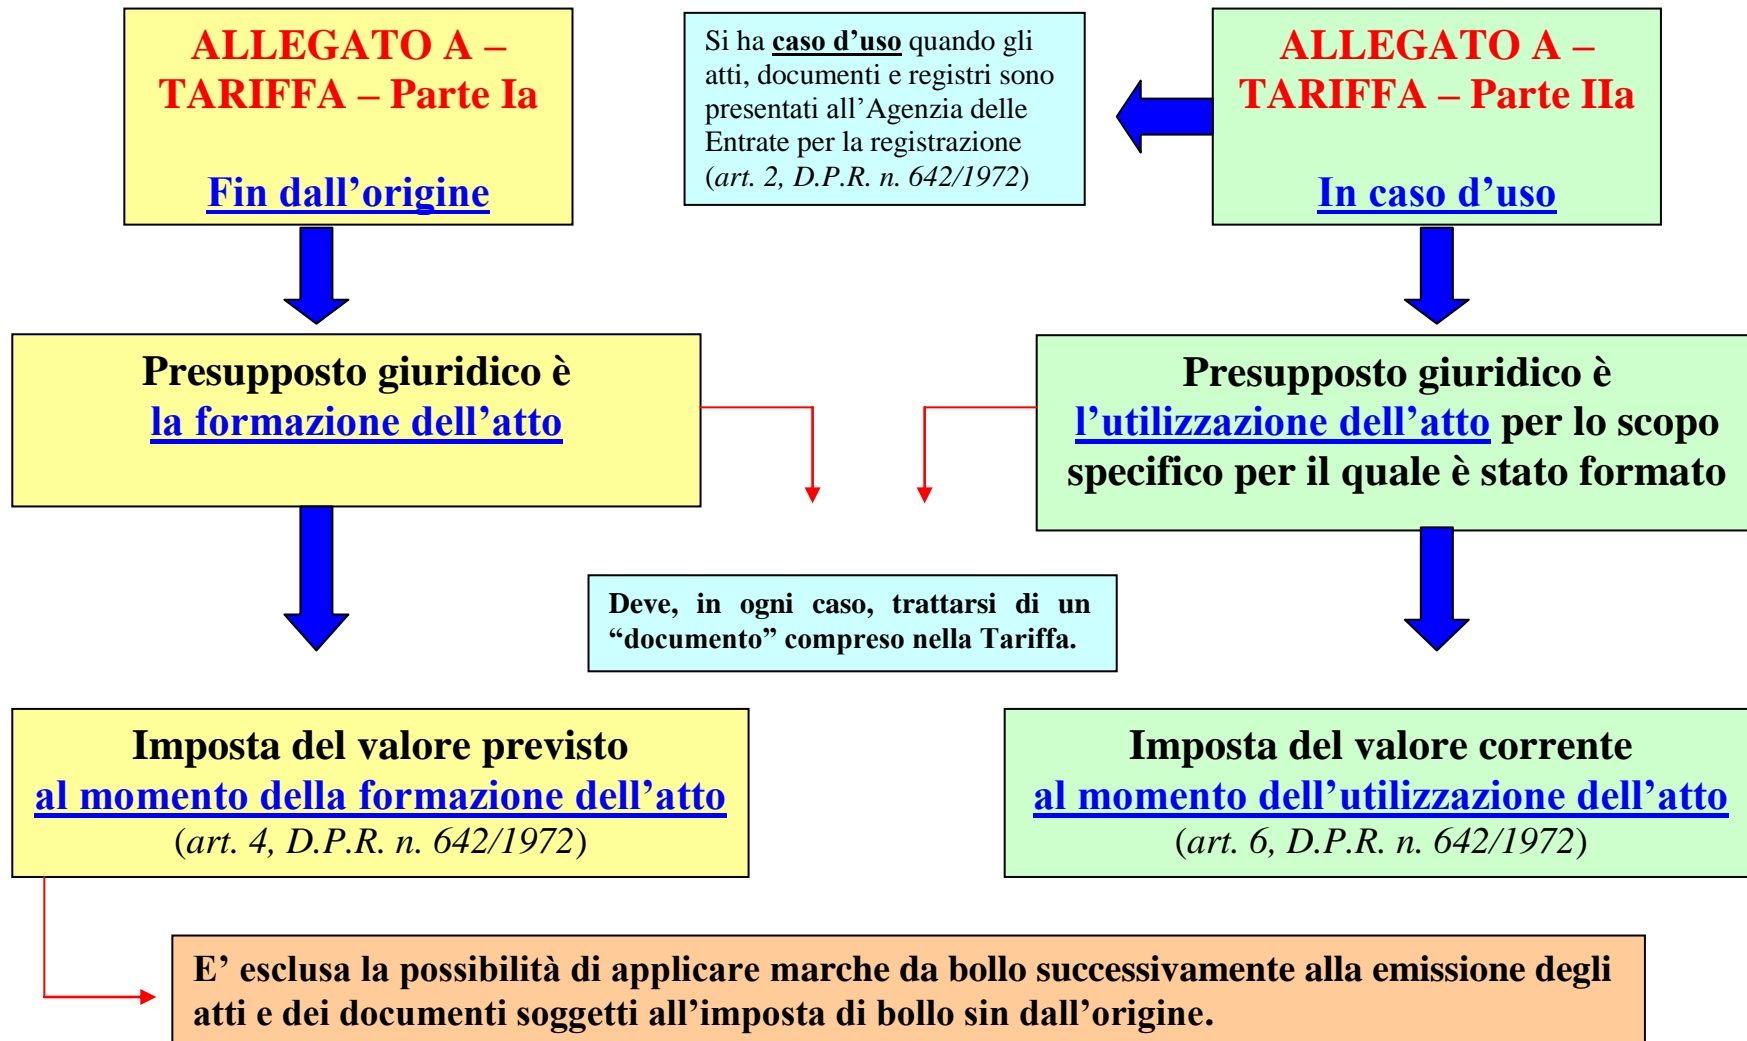 ALLEGATO A –
TARIFFA – Parte Ia
Fin dall’origine
Si ha caso d’uso quando gli
atti, documenti e registri sono
presentati all’Agenzia delle
Entrate per la registrazione
(art. 2, D.P.R. n. 642/1972)
ALLEGATO A –
TARIFFA – Parte IIa
In caso d’uso
Presupposto giuridico è
la formazione dell’atto
Presupposto giuridico è
l’utilizzazione dell’atto per lo scopo
specifico per il quale è stato formato
Deve, in ogni caso, trattarsi di un
“documento” compreso nella Tariffa.
Imposta del valore previsto
al momento della formazione dell’atto
(art. 4, D.P.R. n. 642/1972)
Imposta del valore corrente
al momento dell’utilizzazione dell’atto
(art. 6, D.P.R. n. 642/1972)
E’ esclusa la possibilità di applicare marche da bollo successivamente alla emissione degli
atti e dei documenti soggetti all’imposta di bollo sin dall’origine.